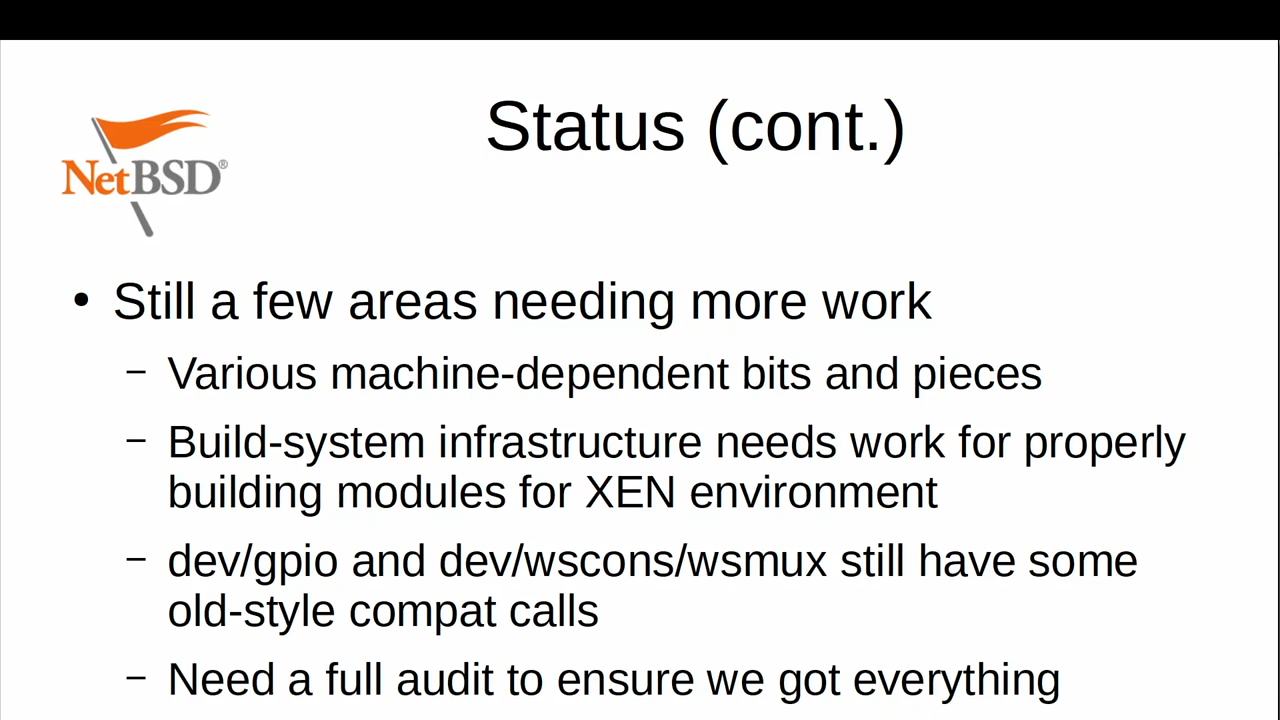 Status (cont.)
NetBSD®
• Still a few areas needing more work
– Various machine-dependent bits and pieces
– Build-system infrastructure needs work for properly
building modules for XEN environment
– dev/gpio and dev/wscons/wsmux still have some
old-style compat calls
– Need a full audit to ensure we got everything